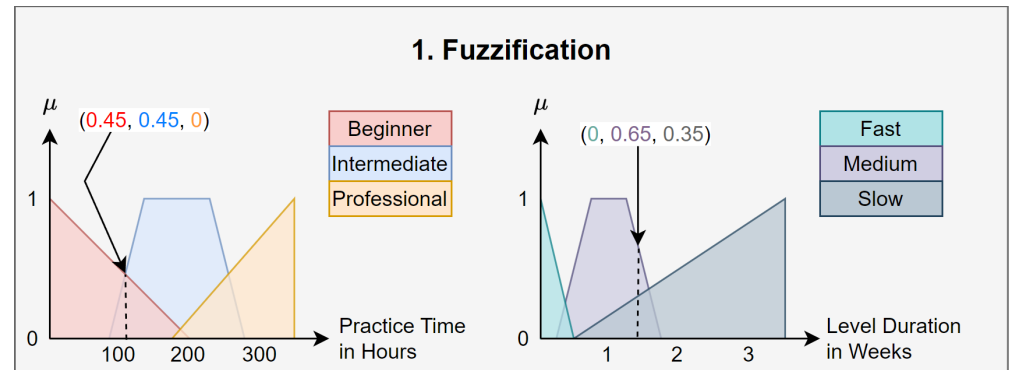 1. Fuzzification
μ
(0.45, 0.45, 0)
Beginner
Intermediate
Professional
1
0
100 200 300
Practice Time
in Hours
μ
(0, 0.65, 0.35)
Fast
Medium
Slow
1
0
1 2 3
Level Duration
in Weeks